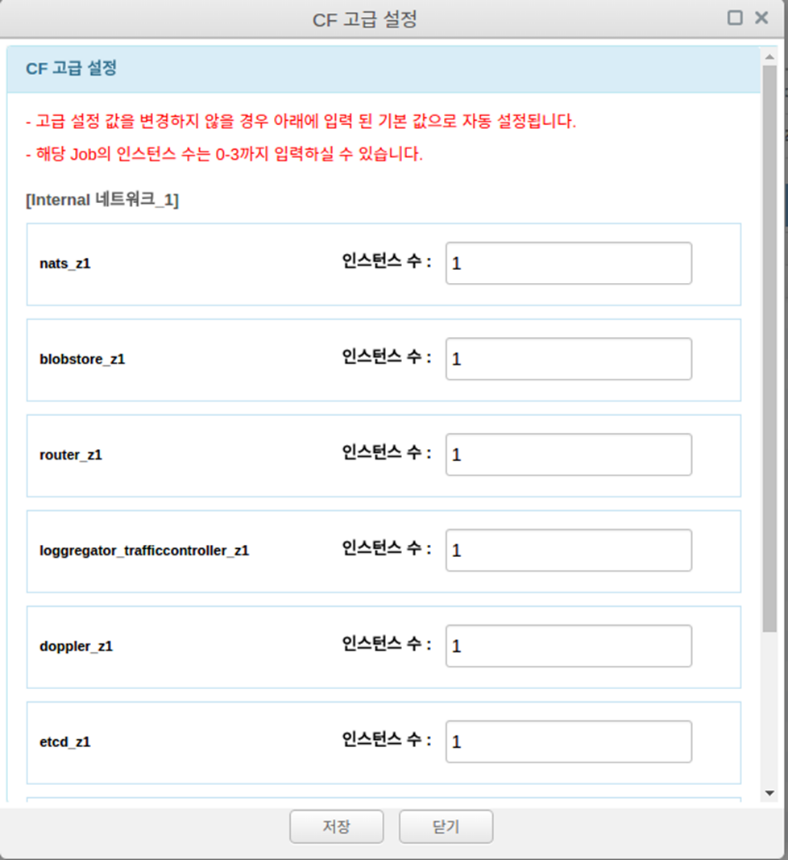 CF 고급 설정
CF 고급 설정
- 고급 설정 값을 변경하지 않을 경우 아래에 입력 된 기본 값으로 자동 설정됩니다.
- 해당 Job의 인스턴스 수는 0-3까지 입력하실 수 있습니다.
[Internal 네트워크_1]
nats_z1 인스턴스 수 : 1
blobstore_z1 인스턴스 수 : 1
router_z1 인스턴스 수 : 1
loggregator_trafficcontroller_z1 인스턴스 수 : 1
doppler_z1 인스턴스 수 : 1
etcd_z1 인스턴스 수 : 1
저장 닫기